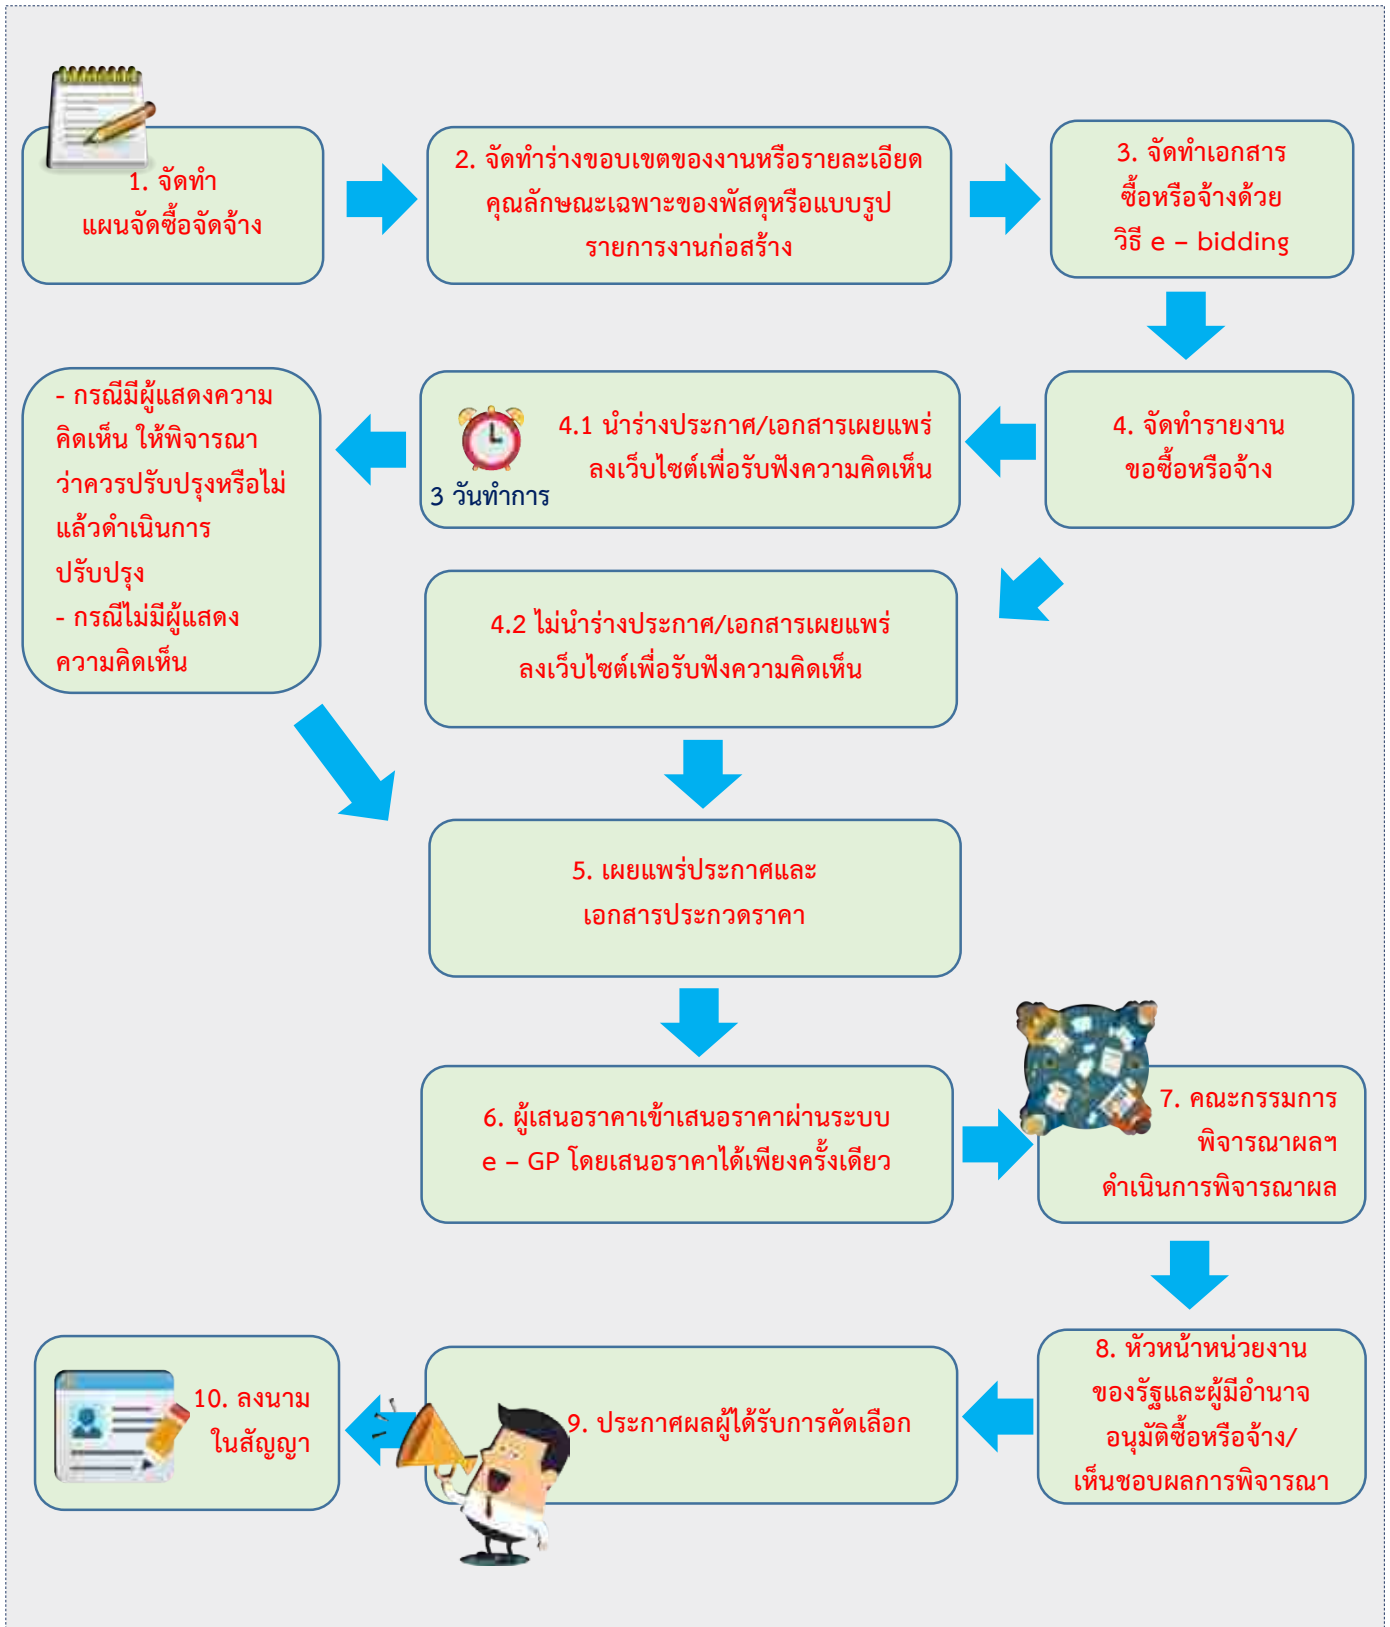 1. จัดทำ
แผนจัดซื้อจัดจ้าง
2. จัดทำร่างขอบเขตของงานหรือรายละเอียด
คุณลักษณะเฉพาะของพัสดุหรือแบบรูป
รายการงานก่อสร้าง
3. จัดทำเอกสาร
ซื้อหรือจ้างด้วย
วิธี e – bidding
4. จัดทำรายงาน
ขอซื้อหรือจ้าง
4.1 นำร่างประกาศ/เอกสารเผยแพร่
ลงเว็บไซต์เพื่อรับฟังความคิดเห็น
3 วันทำการ
- กรณีมีผู้แสดงความ
คิดเห็น ให้พิจารณา
ว่าควรปรับปรุงหรือไม่
แล้วดำเนินการ
ปรับปรุง
- กรณีไม่มีผู้แสดง
ความคิดเห็น
4.2 ไม่นำร่างประกาศ/เอกสารเผยแพร่
ลงเว็บไซต์เพื่อรับฟังความคิดเห็น
5. เผยแพร่ประกาศและ
เอกสารประกวดราคา
6. ผู้เสนอราคาเข้าเสนอราคาผ่านระบบ
e – GP โดยเสนอราคาได้เพียงครั้งเดียว
7. คณะกรรมการ
พิจารณาผลฯ
ดำเนินการพิจารณาผล
8. หัวหน้าหน่วยงาน
ของรัฐและผู้มีอำนาจ
อนุมัติซื้อหรือจ้าง/
เห็นชอบผลการพิจารณา
9. ประกาศผลผู้ได้รับการคัดเลือก
10. ลงนาม
ในสัญญา